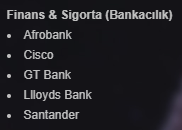 Finans & Sigorta (Bankacılık)
• Afrobank
• Cisco
• GT Bank
• Llloyds Bank
• Santander